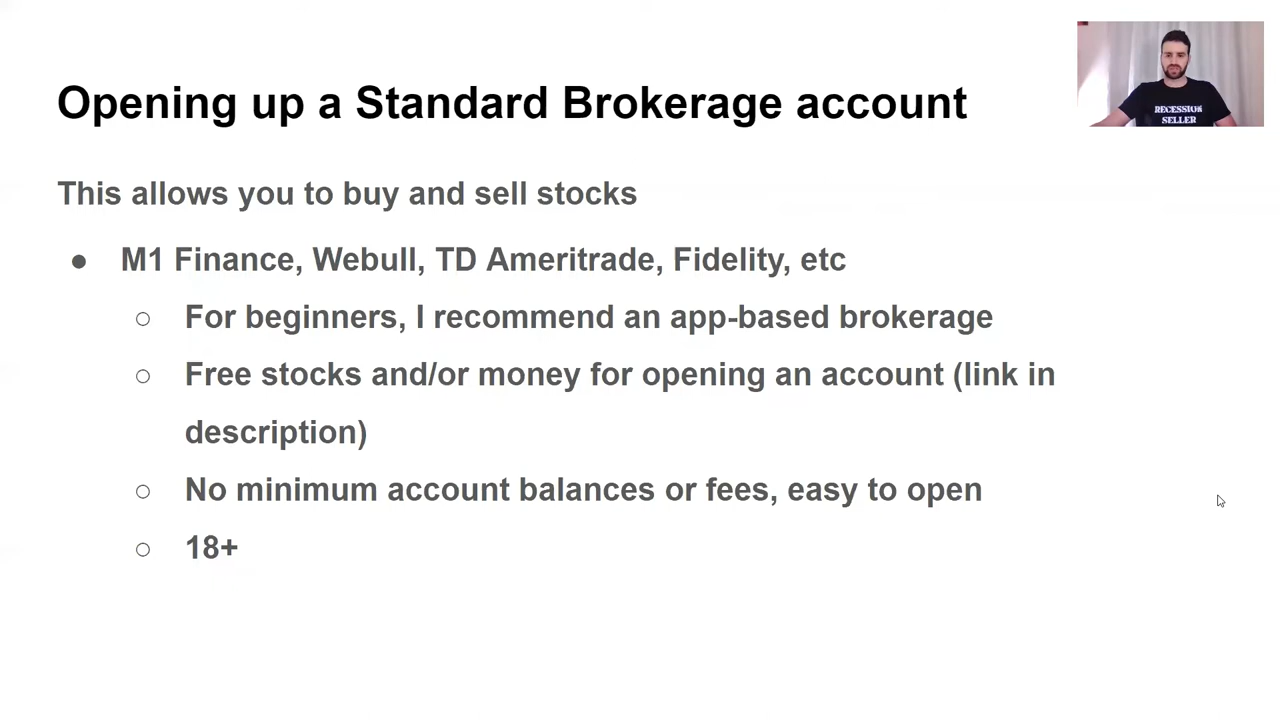 Opening up a Standard Brokerage account
RECESSION
SELLER
This allows you to buy and sell stocks
● M1 Finance, Webull, TD Ameritrade, Fidelity, etc
○ For beginners, I recommend an app-based brokerage
○ Free stocks and/or money for opening an account (link in
description)
○ No minimum account balances or fees, easy to open
○ 18+